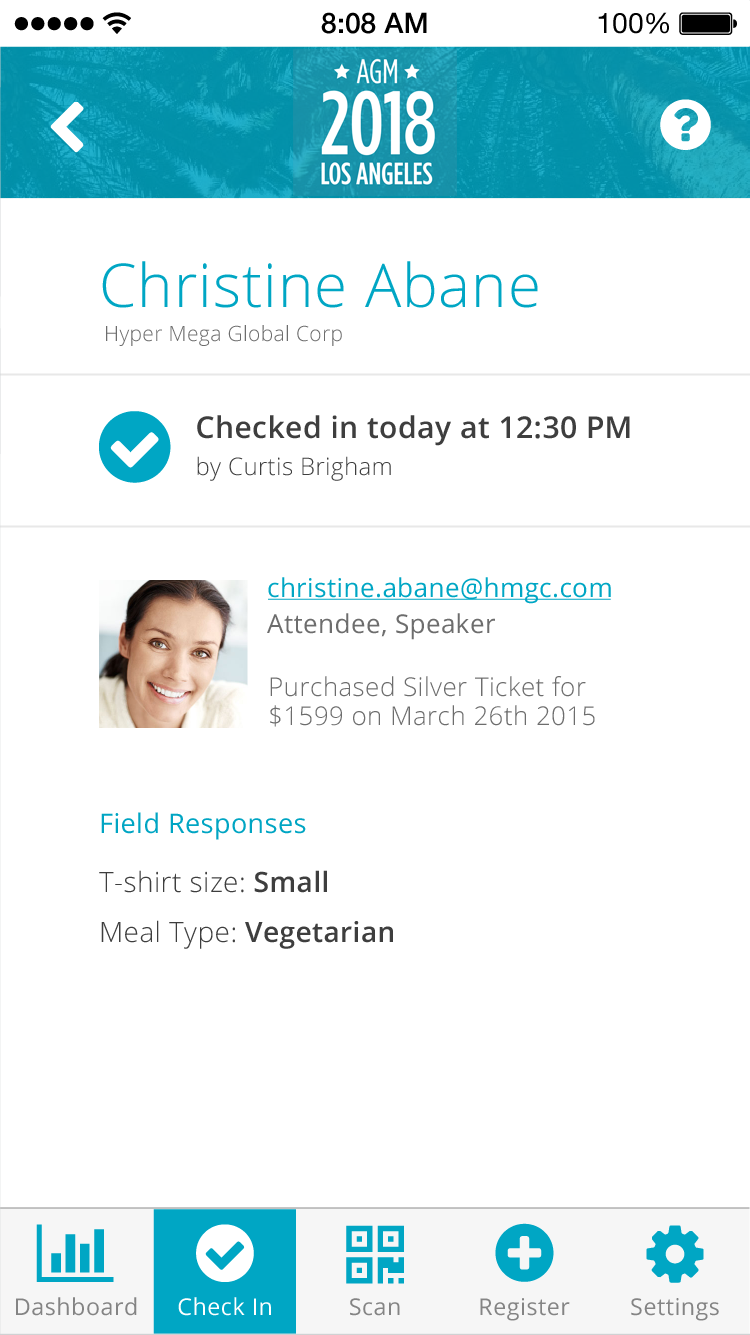 8:08 AM
100%
AGM
2018
LOS ANGELES
?
Christine Abane
Hyper Mega Global Corp
Checked in today at 12:30 PM
by Curtis Brigham
christine.abane@hmgc.com
Attendee, Speaker
Purchased Silver Ticket for
$1599 on March 26th 2015
Field Responses
T-shirt size: Small
Meal Type: Vegetarian
Dashboard
Check In
Scan
Register
Settings